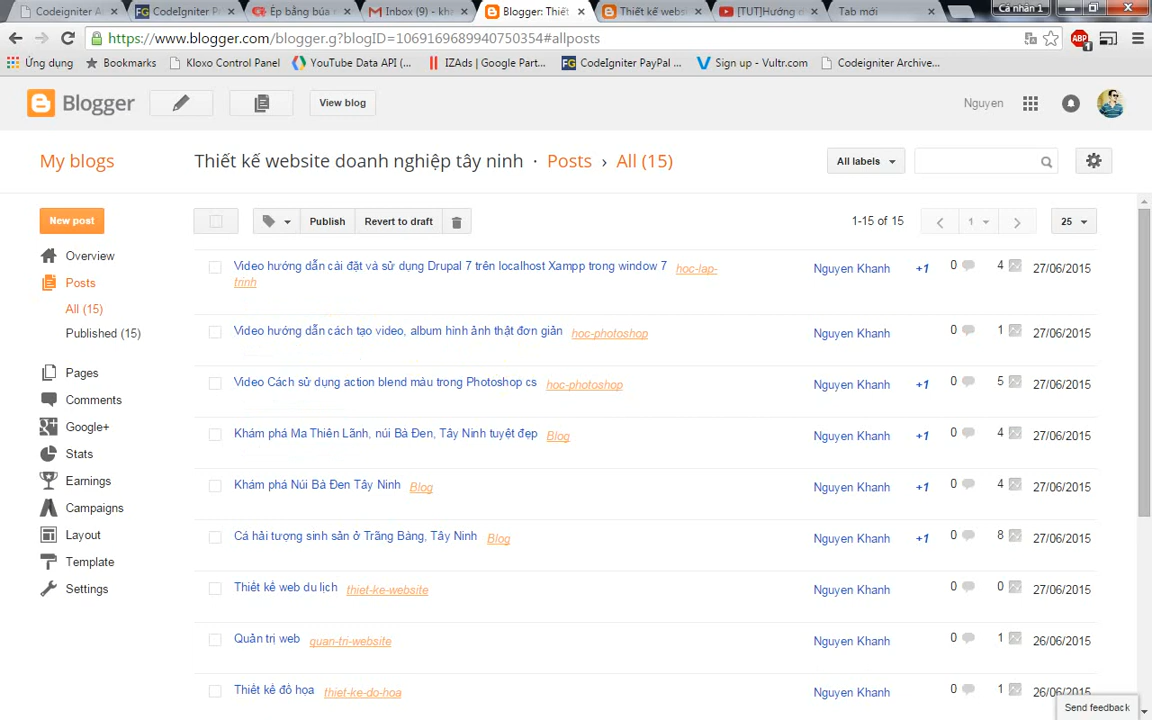 Codeigniter A
CodeIgniter P
Ép bằng búa r
Inbox (9) - kh
Blogger: Thiết
Thiết kế websi
[TUT]Hướng d
Tab mới
Cá nhân 1
https://www.blogger.com/blogger.g?blogID=1069169689940750354#allposts
Ứng dụng
Bookmarks
Kloxo Control Panel
YouTube Data API (...
IZAds | Google Part...
CodeIgniter PayPal ...
Sign up - Vultr.com
Codeigniter Archive...
Blogger
View blog
Nguyen
My blogs
Thiết kế website doanh nghiệp tây ninh · Posts › All (15)
All labels
New post
Publish
Revert to draft
1-15 of 15
1
25
Overview
Posts
All (15)
Published (15)
Pages
Comments
Google+
Stats
Earnings
Campaigns
Layout
Template
Settings
Video hướng dẫn cài đặt và sử dụng Drupal 7 trên localhost Xampp trong window 7 hoc-lap-
trinh
Nguyen Khanh +1 0 4 27/06/2015
Video hướng dẫn cách tạo video, album hình ảnh thật đơn giản hoc-photoshop
Nguyen Khanh 0 1 27/06/2015
Video Cách sử dụng action blend màu trong Photoshop cs hoc-photoshop
Nguyen Khanh +1 0 5 27/06/2015
Khám phá Ma Thiên Lãnh, núi Bà Đen, Tây Ninh tuyệt đẹp Blog
Nguyen Khanh +1 0 4 27/06/2015
Khám phá Núi Bà Đen Tây Ninh Blog
Nguyen Khanh +1 0 4 27/06/2015
Cá hải tượng sinh sản ở Trãng Bàng, Tây Ninh Blog
Nguyen Khanh +1 0 8 27/06/2015
Thiết kế web du lịch thiet-ke-website
Nguyen Khanh 0 0 27/06/2015
Quản trị web quan-tri-website
Nguyen Khanh 0 1 26/06/2015
Thiết kế đồ họa thiet-ke-do-hoa
Nguyen Khanh 0 1 26/06/2015
Send feedback